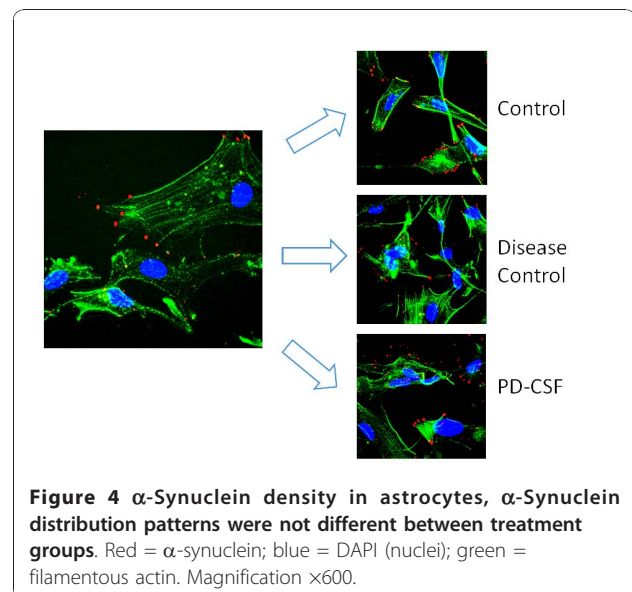 Control
Disease
Control
PD-CSF
Figure 4 α-Synuclein density in astrocytes, α-Synuclein
distribution patterns were not different between treatment
groups. Red = α-synuclein; blue = DAPI (nuclei); green =
filamentous actin. Magnification ×600.